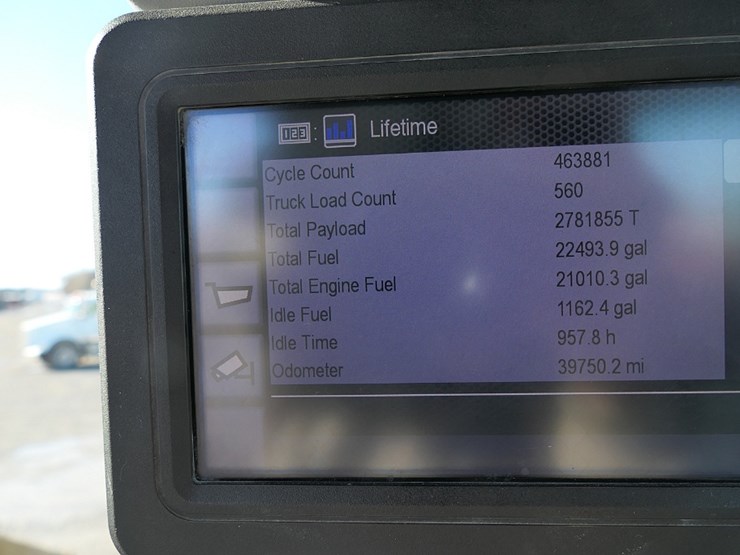 123 : Lifetime
Cycle Count 463881
Truck Load Count 560
Total Payload 2781855 T
Total Fuel 22493.9 gal
Total Engine Fuel 21010.3 gal
Idle Fuel 1162.4 gal
Idle Time 957.8 h
Odometer 39750.2 mi